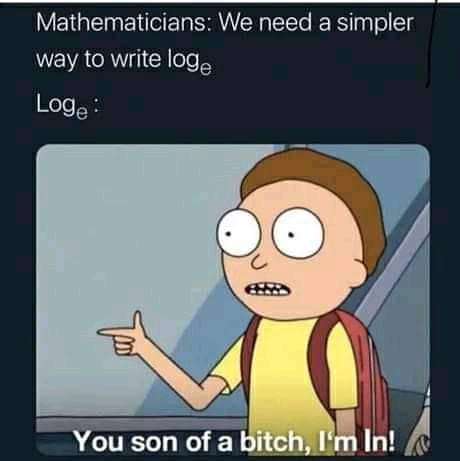 Mathematicians: We need a simpler
way to write logₑ
Logₑ :
You son of a bitch, I'm In!